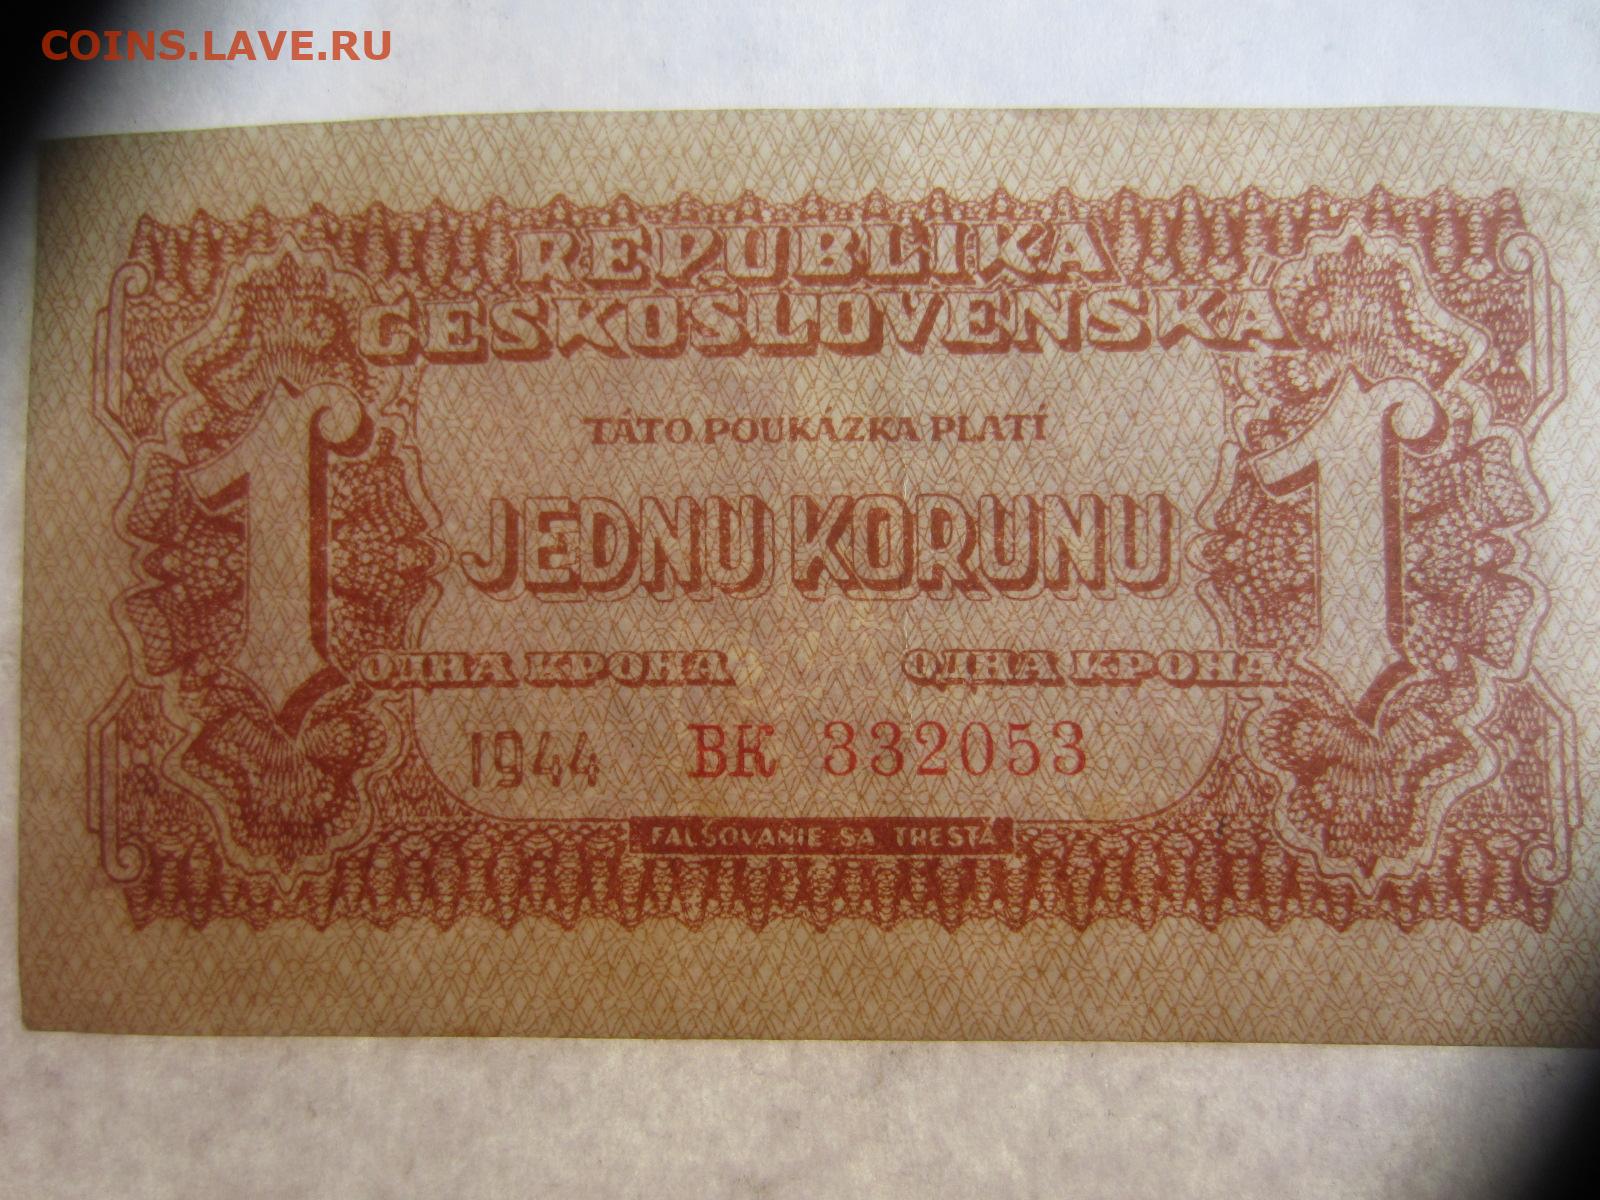 COINS.LAVE.RU
REPUBLIKA
ČESKOSLOVENSKÁ
TÁTO POUKÁZKA PLATÍ
JEDNU KORUNU
ОДНА КРОНА ОДНА КРОНА
1944 ВК 332053
FALŠOVANIE SA TRESTÁ
1 1